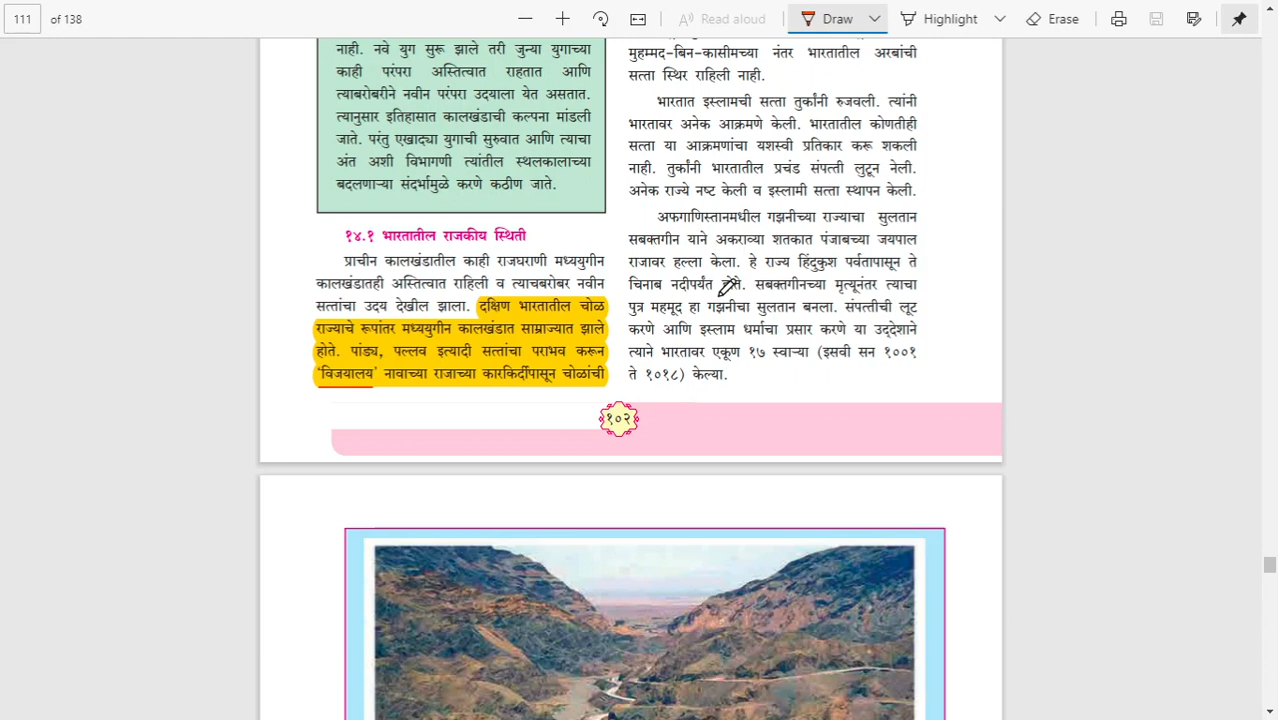 111
of 138
Read aloud
Draw
Highlight
Erase
नाही. नवे युग सुरू झाले तरी जुन्या युगाच्या
काही परंपरा अस्तित्वात राहतात आणि
त्याबरोबरीने नवीन परंपरा उदयाला येत असतात.
त्यानुसार इतिहासात कालखंडाची कल्पना मांडली
जाते. परंतु एखाद्या युगाची सुरुवात आणि त्याचा
अंत अशी विभागणी त्यांतील स्थलकालाच्या
बदलणाऱ्या संदर्भामुळे करणे कठीण जाते.
१४.१ भारतातील राजकीय स्थिती
प्राचीन कालखंडातील काही राजघराणी मध्ययुगीन
कालखंडातही अस्तित्वात राहिली व त्याचबरोबर नवीन
सत्तांचा उदय देखील झाला. दक्षिण भारतातील चोळ
राज्याचे रूपांतर मध्ययुगीन कालखंडात साम्राज्यात झाले
होते. पांड्य, पल्लव इत्यादी सत्तांचा पराभव करून
‘विजयालय’ नावाच्या राजाच्या कारकिर्दीपासून चोळांची
मुहम्मद-बिन-कासीमच्या नंतर भारतातील अरबांची
सत्ता स्थिर राहिली नाही.
भारतात इस्लामची सत्ता तुर्कांनी रुजवली. त्यांनी
भारतावर अनेक आक्रमणे केली. भारतातील कोणतीही
सत्ता या आक्रमणांचा यशस्वी प्रतिकार करू शकली
नाही. तुर्कांनी भारतातील प्रचंड संपत्ती लुटून नेली.
अनेक राज्ये नष्ट केली व इस्लामी सत्ता स्थापन केली.
अफगाणिस्तानमधील गझनीच्या राज्याचा सुलतान
सबक्तगीन याने अकराव्या शतकात पंजाबच्या जयपाल
राजावर हल्ला केला. हे राज्य हिंदुकुश पर्वतापासून ते
चिनाब नदीपर्यंत होते. सबक्तगीनच्या मृत्यूनंतर त्याचा
पुत्र महमूद हा गझनीचा सुलतान बनला. संपत्तीची लूट
करणे आणि इस्लाम धर्माचा प्रसार करणे या उद्देशाने
त्याने भारतावर एकूण १७ स्वाऱ्या (इसवी सन १००१
ते १०१८) केल्या.
१०२